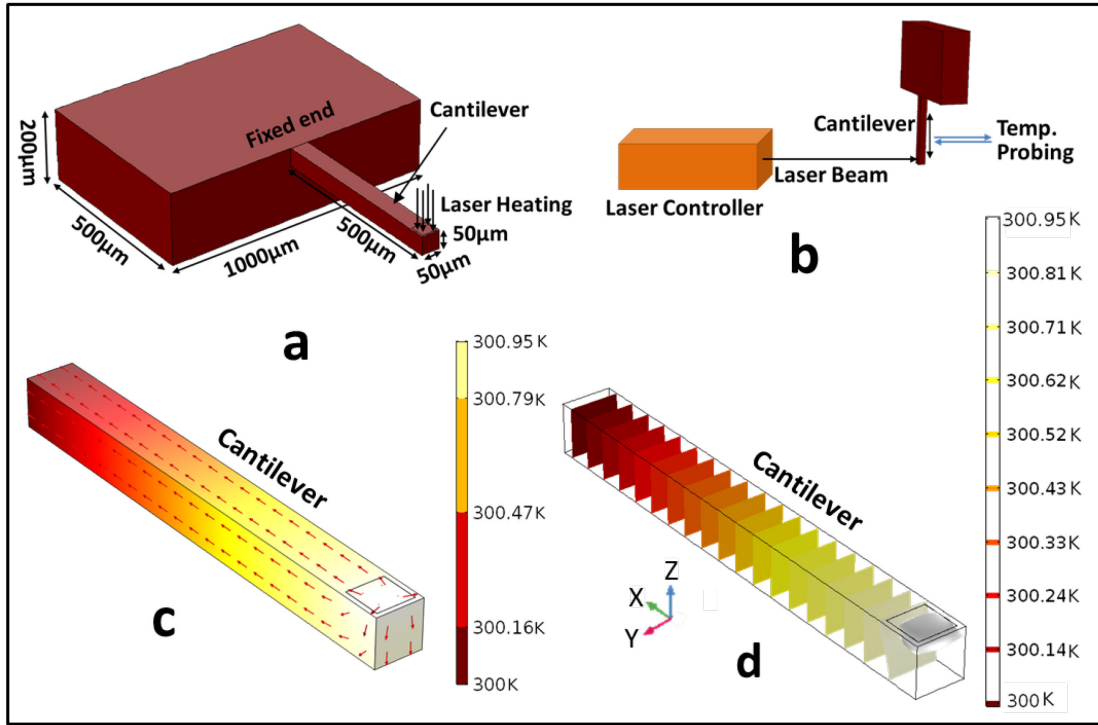 200µm
500µm
1000µm
Fixed end
Cantilever
500µm
Laser Heating
50µm
50µm
a
Cantilever
Temp.
Probing
Laser Beam
Laser Controller
b
Cantilever
c
300.95K
300.79K
300.47K
300.16K
300K
Cantilever
Z
X
Y
d
300.95K
300.81K
300.71K
300.62K
300.52K
300.43K
300.33K
300.24K
300.14K
300K